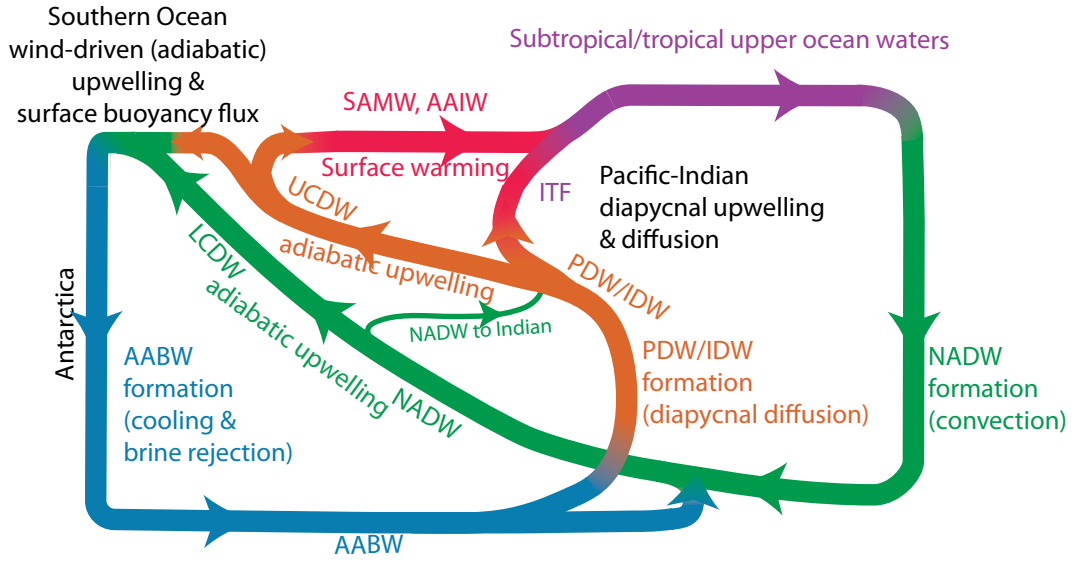 Southern Ocean
wind-driven (adiabatic)
upwelling &
surface buoyancy flux
Subtropical/tropical upper ocean waters
SAMW, AAIW
Surface warming
ITF
Pacific-Indian
diapycnal upwelling
& diffusion
UCDW
adiabatic upwelling
PDW/IDW
LCDW
adiabatic upwelling
NADW to Indian
NADW
Antarctica
AABW
formation
(cooling &
brine rejection)
PDW/IDW
formation
(diapycnal diffusion)
NADW
formation
(convection)
AABW